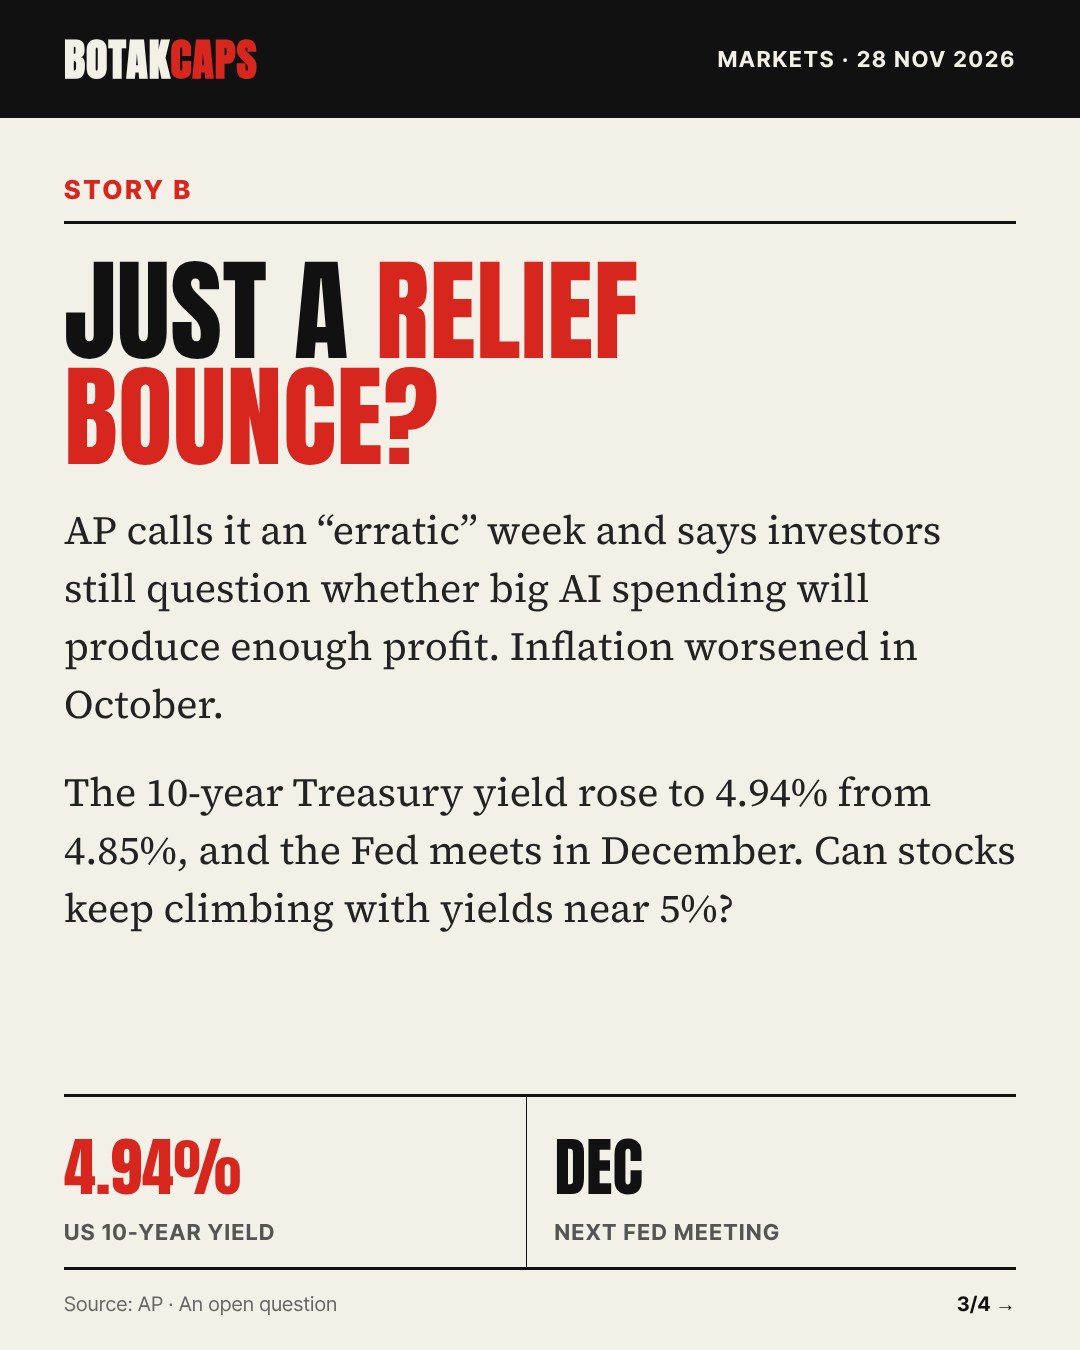 BOTAKCAPS
MARKETS · 28 NOV 2026
STORY B
JUST A RELIEF
BOUNCE?
AP calls it an “erratic” week and says investors
still question whether big AI spending will
produce enough profit. Inflation worsened in
October.
The 10-year Treasury yield rose to 4.94% from
4.85%, and the Fed meets in December. Can stocks
keep climbing with yields near 5%?
4.94%
US 10-YEAR YIELD
DEC
NEXT FED MEETING
Source: AP · An open question
3/4 →